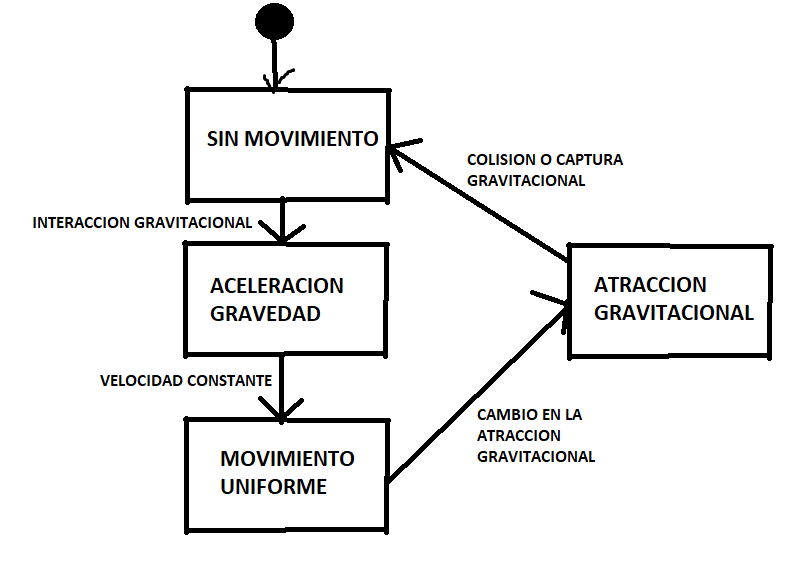 SIN MOVIMIENTO
COLISION O CAPTURA
GRAVITACIONAL
INTERACCION GRAVITACIONAL
ACELERACION
GRAVEDAD
ATRACCION
GRAVITACIONAL
VELOCIDAD CONSTANTE
CAMBIO EN LA
ATRACCION
GRAVITACIONAL
MOVIMIENTO
UNIFORME